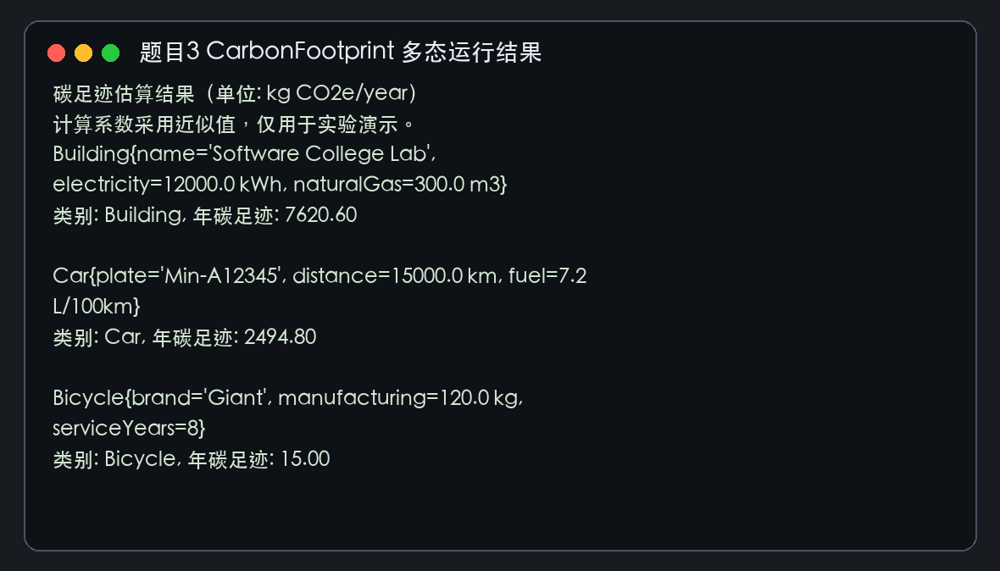 题目3 CarbonFootprint 多态运行结果
碳足迹估算结果（单位: kg CO2e/year）
计算系数采用近似值，仅用于实验演示。
Building{name='Software College Lab',
electricity=12000.0 kWh, naturalGas=300.0 m3}
类别: Building, 年碳足迹: 7620.60
Car{plate='Min-A12345', distance=15000.0 km, fuel=7.2
L/100km}
类别: Car, 年碳足迹: 2494.80
Bicycle{brand='Giant', manufacturing=120.0 kg,
serviceYears=8}
类别: Bicycle, 年碳足迹: 15.00